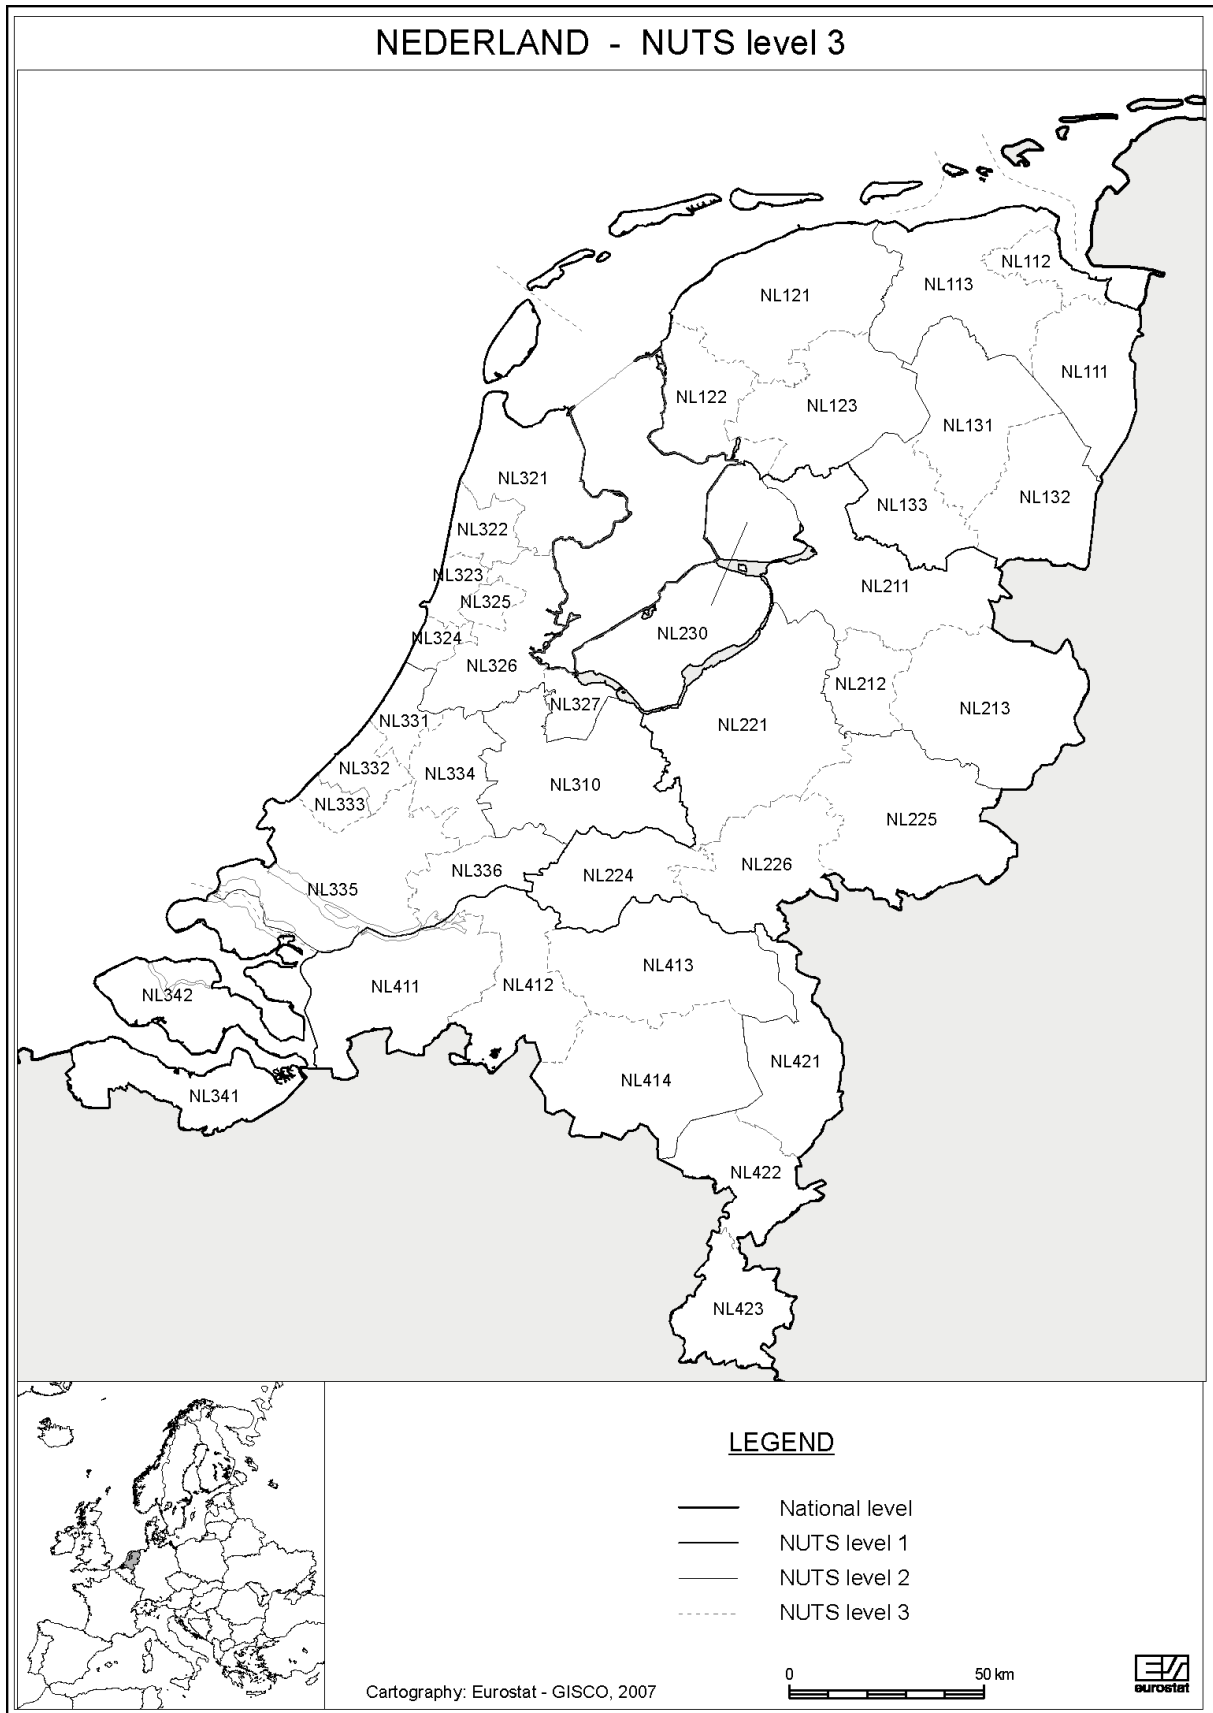 NEDERLAND - NUTS level 3
NL112
NL113
NL121
NL111
NL122
NL123
NL131
NL321
NL132
NL133
NL322
NL323
NL211
NL325
NL230
NL324
NL326
NL212
NL327
NL213
NL331
NL221
NL332
NL334
NL310
NL333
NL225
NL226
NL336
NL224
NL335
NL413
NL411
NL412
NL342
NL421
NL414
NL341
NL422
NL423
LEGEND
National level
NUTS level 1
NUTS level 2
NUTS level 3
0 50 km
Cartography: Eurostat - GISCO, 2007
eurostat